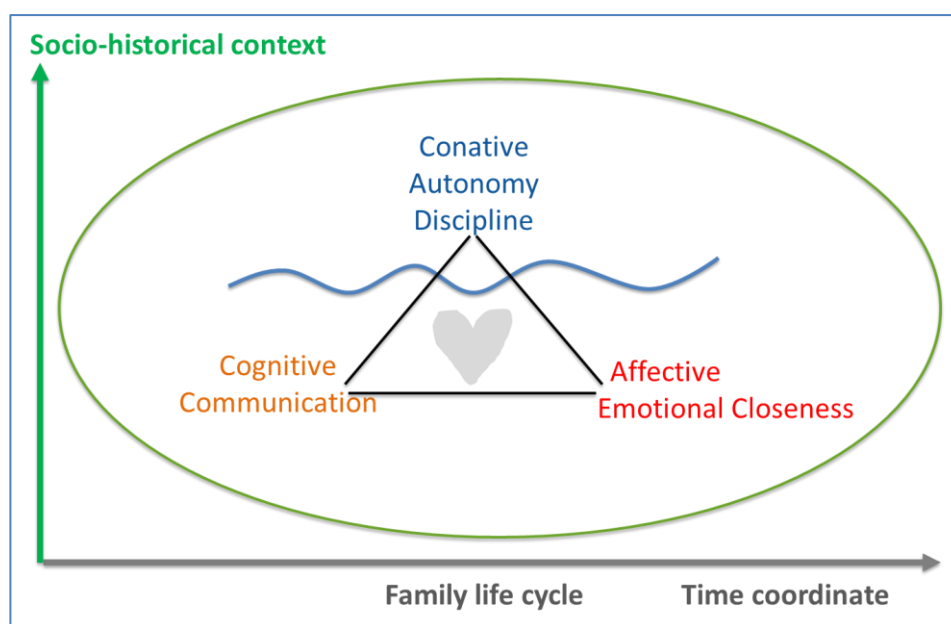 Socio-historical context
Conative
Autonomy
Discipline
Cognitive
Communication
Affective
Emotional Closeness
Family life cycle
Time coordinate